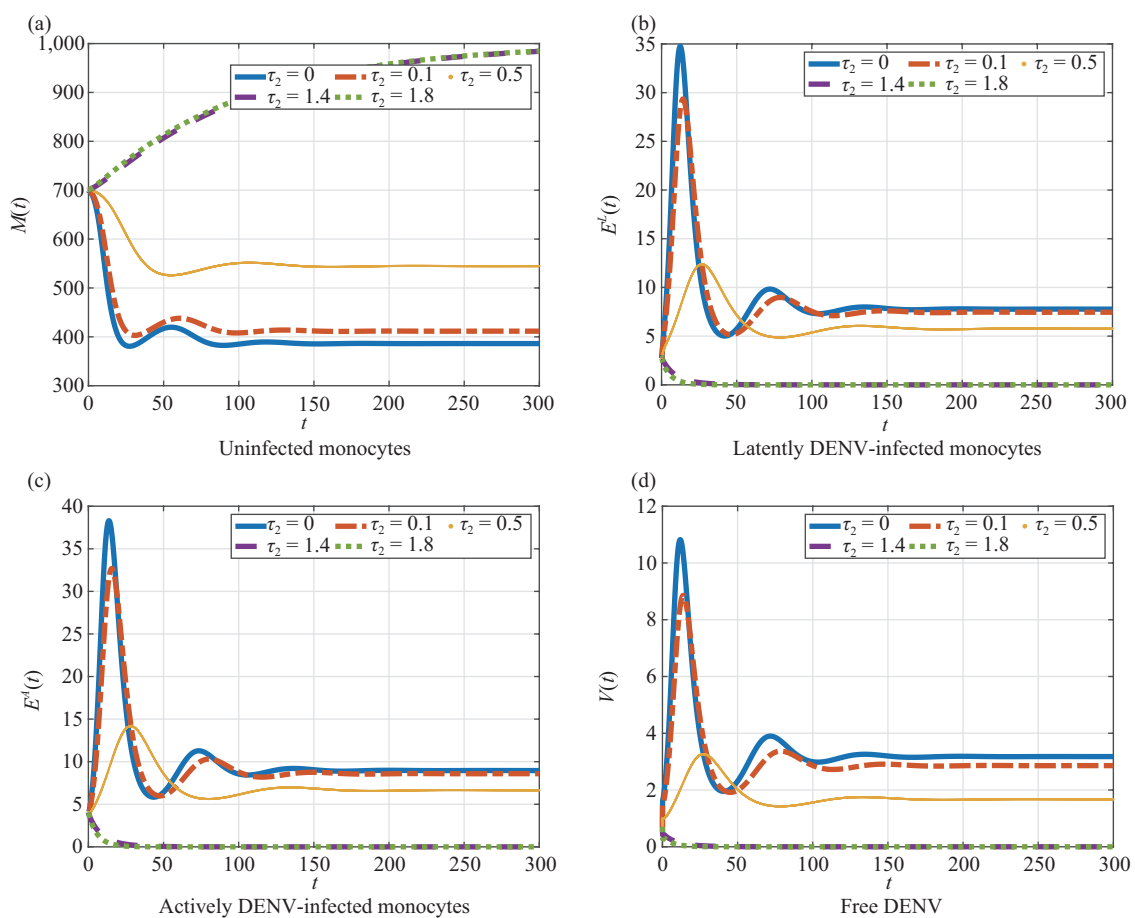 (a)
1,000
900
800
700
600
500
400
300
M(t)
τ2 = 0 τ2 = 0.1 τ2 = 0.5
τ2 = 1.4 τ2 = 1.8
0 50 100 150 200 250 300
t
Uninfected monocytes
(b)
35
30
25
20
15
10
5
0
E^L(t)
τ2 = 0 τ2 = 0.1 τ2 = 0.5
τ2 = 1.4 τ2 = 1.8
0 50 100 150 200 250 300
t
Latently DENV-infected monocytes
(c)
40
35
30
25
20
15
10
5
0
E^A(t)
τ2 = 0 τ2 = 0.1 τ2 = 0.5
τ2 = 1.4 τ2 = 1.8
0 50 100 150 200 250 300
t
Actively DENV-infected monocytes
(d)
12
10
8
6
4
2
0
V(t)
τ2 = 0 τ2 = 0.1 τ2 = 0.5
τ2 = 1.4 τ2 = 1.8
0 50 100 150 200 250 300
t
Free DENV